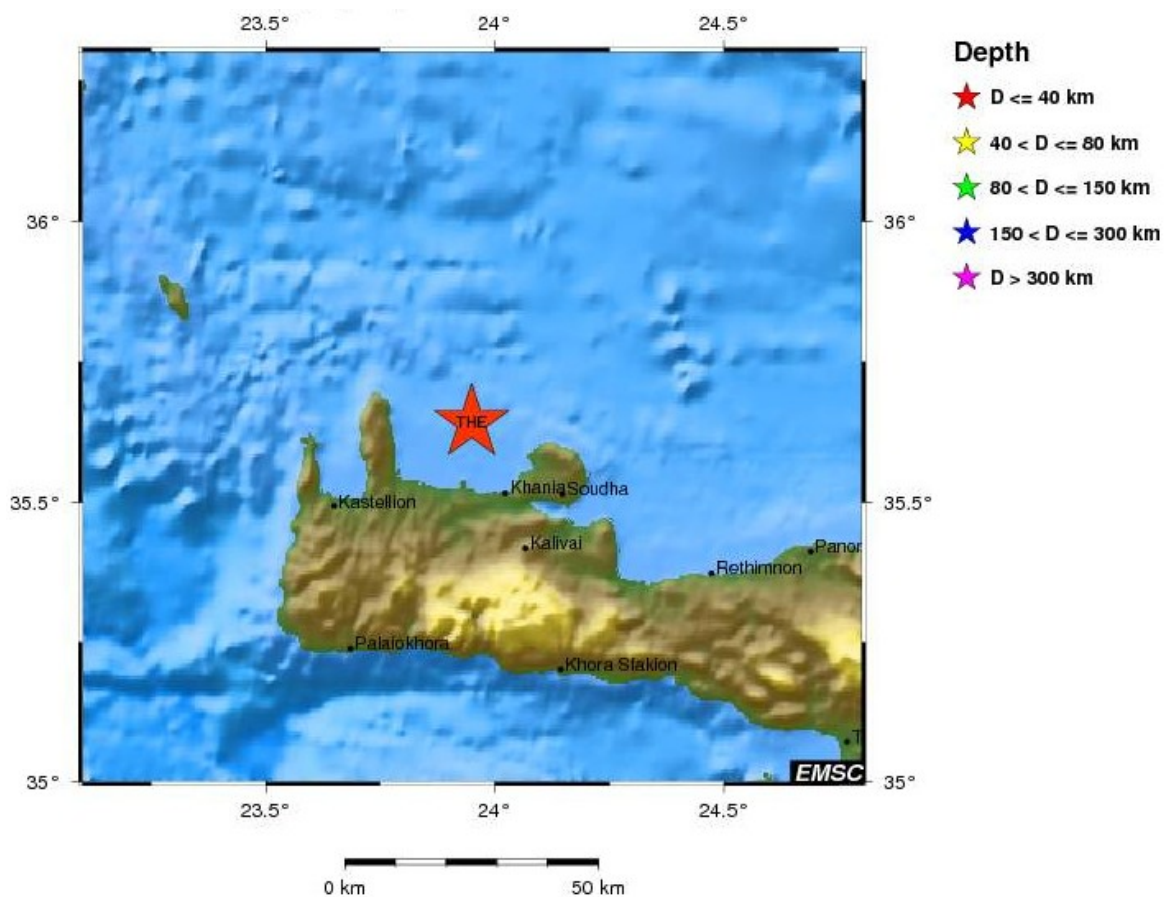 23.5° 24° 24.5°
Depth
D <= 40 km
40 < D <= 80 km
80 < D <= 150 km
150 < D <= 300 km
D > 300 km
36° 36°
THE
Khania Soudha
35.5° 35.5°
Kastellion
Kalivai
Panor
Rethimnon
Palaiokhora
Khora Sfakion
T
EMSC
35° 35°
23.5° 24° 24.5°
0 km 50 km